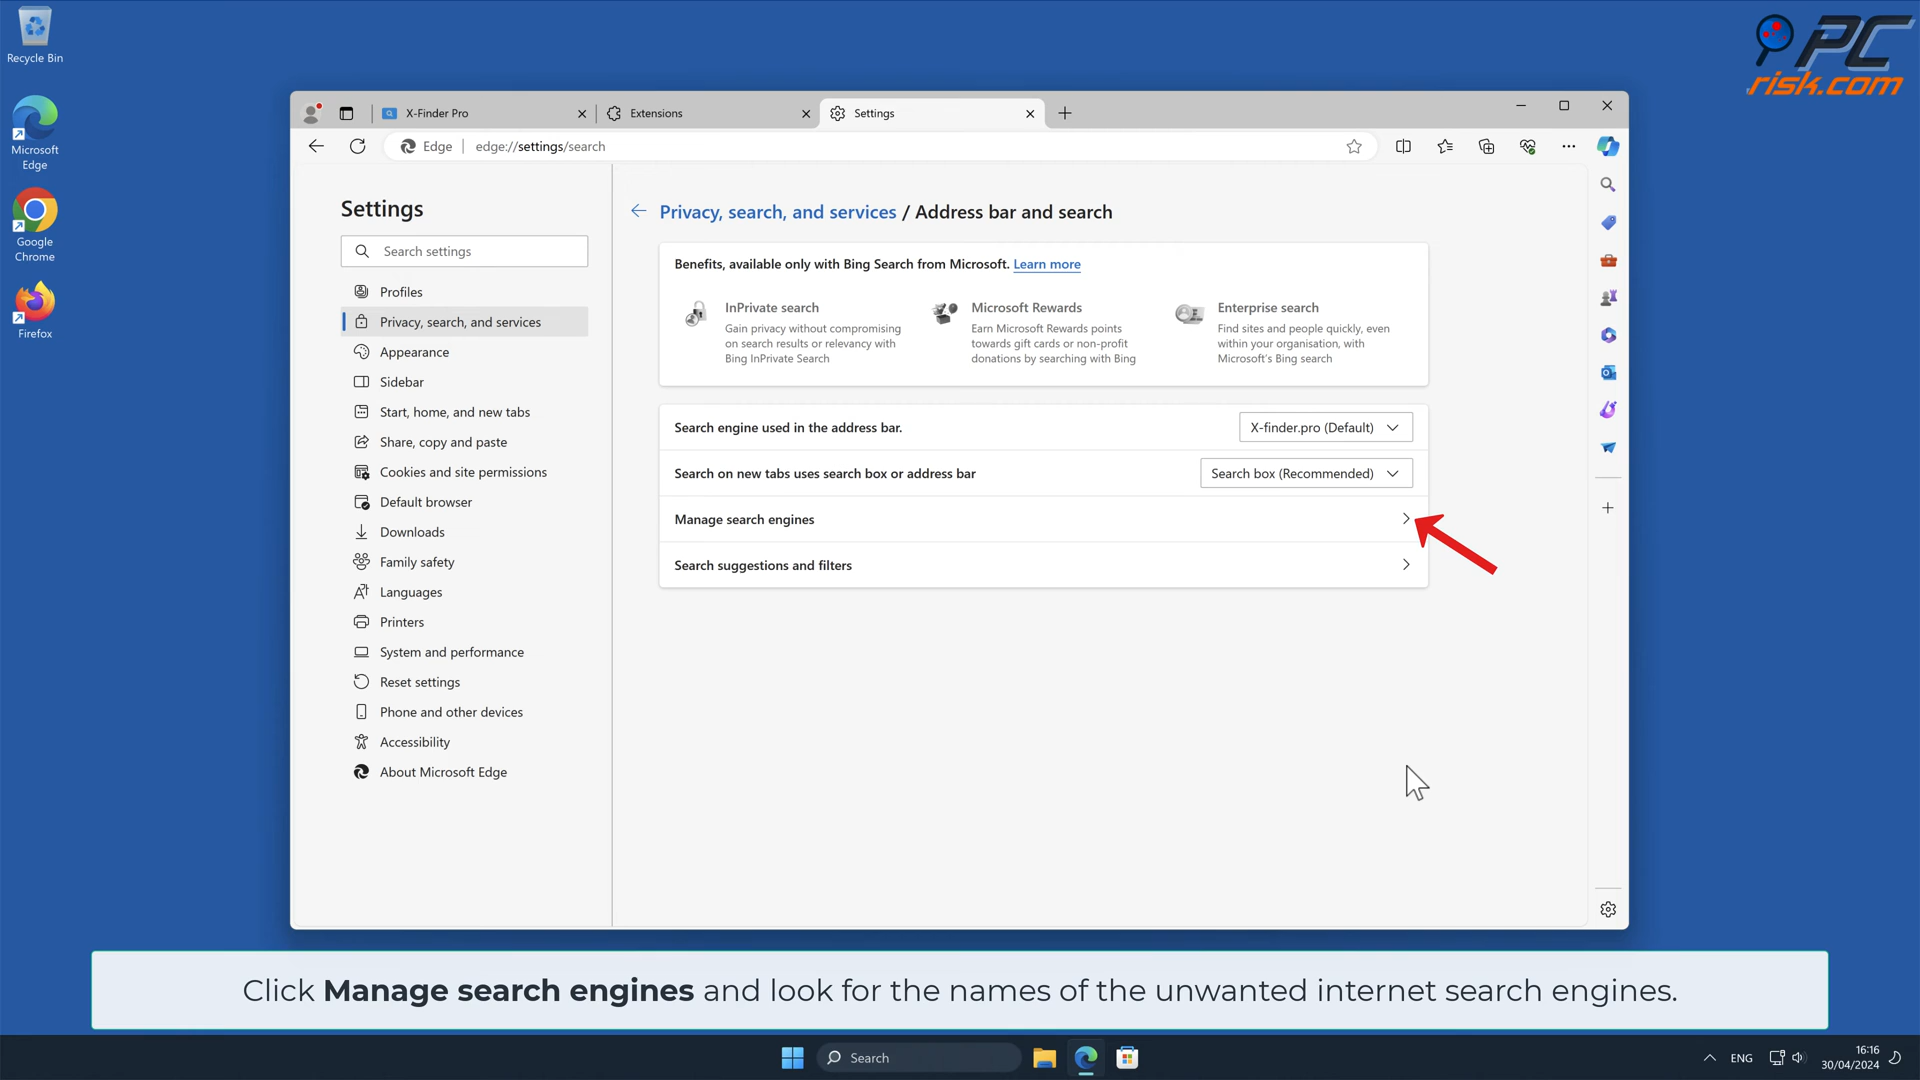 Recycle Bin
Microsoft
Edge
Google
Chrome
Firefox
PC
risk.com
X-Finder Pro
Extensions
Settings
Edge
edge://settings/search
Settings
Search settings
Profiles
Privacy, search, and services
Appearance
Sidebar
Start, home, and new tabs
Share, copy and paste
Cookies and site permissions
Default browser
Downloads
Family safety
Languages
Printers
System and performance
Reset settings
Phone and other devices
Accessibility
About Microsoft Edge
Privacy, search, and services / Address bar and search
Benefits, available only with Bing Search from Microsoft. Learn more
InPrivate search
Gain privacy without compromising
on search results or relevancy with
Bing InPrivate Search
Microsoft Rewards
Earn Microsoft Rewards points
towards gift cards or non-profit
donations by searching with Bing
Enterprise search
Find sites and people quickly, even
within your organisation, with
Microsoft's Bing search
Search engine used in the address bar.
X-finder.pro (Default)
Search on new tabs uses search box or address bar
Search box (Recommended)
Manage search engines
Search suggestions and filters
Click Manage search engines and look for the names of the unwanted internet search engines.
Search
ENG
16:16
30/04/2024